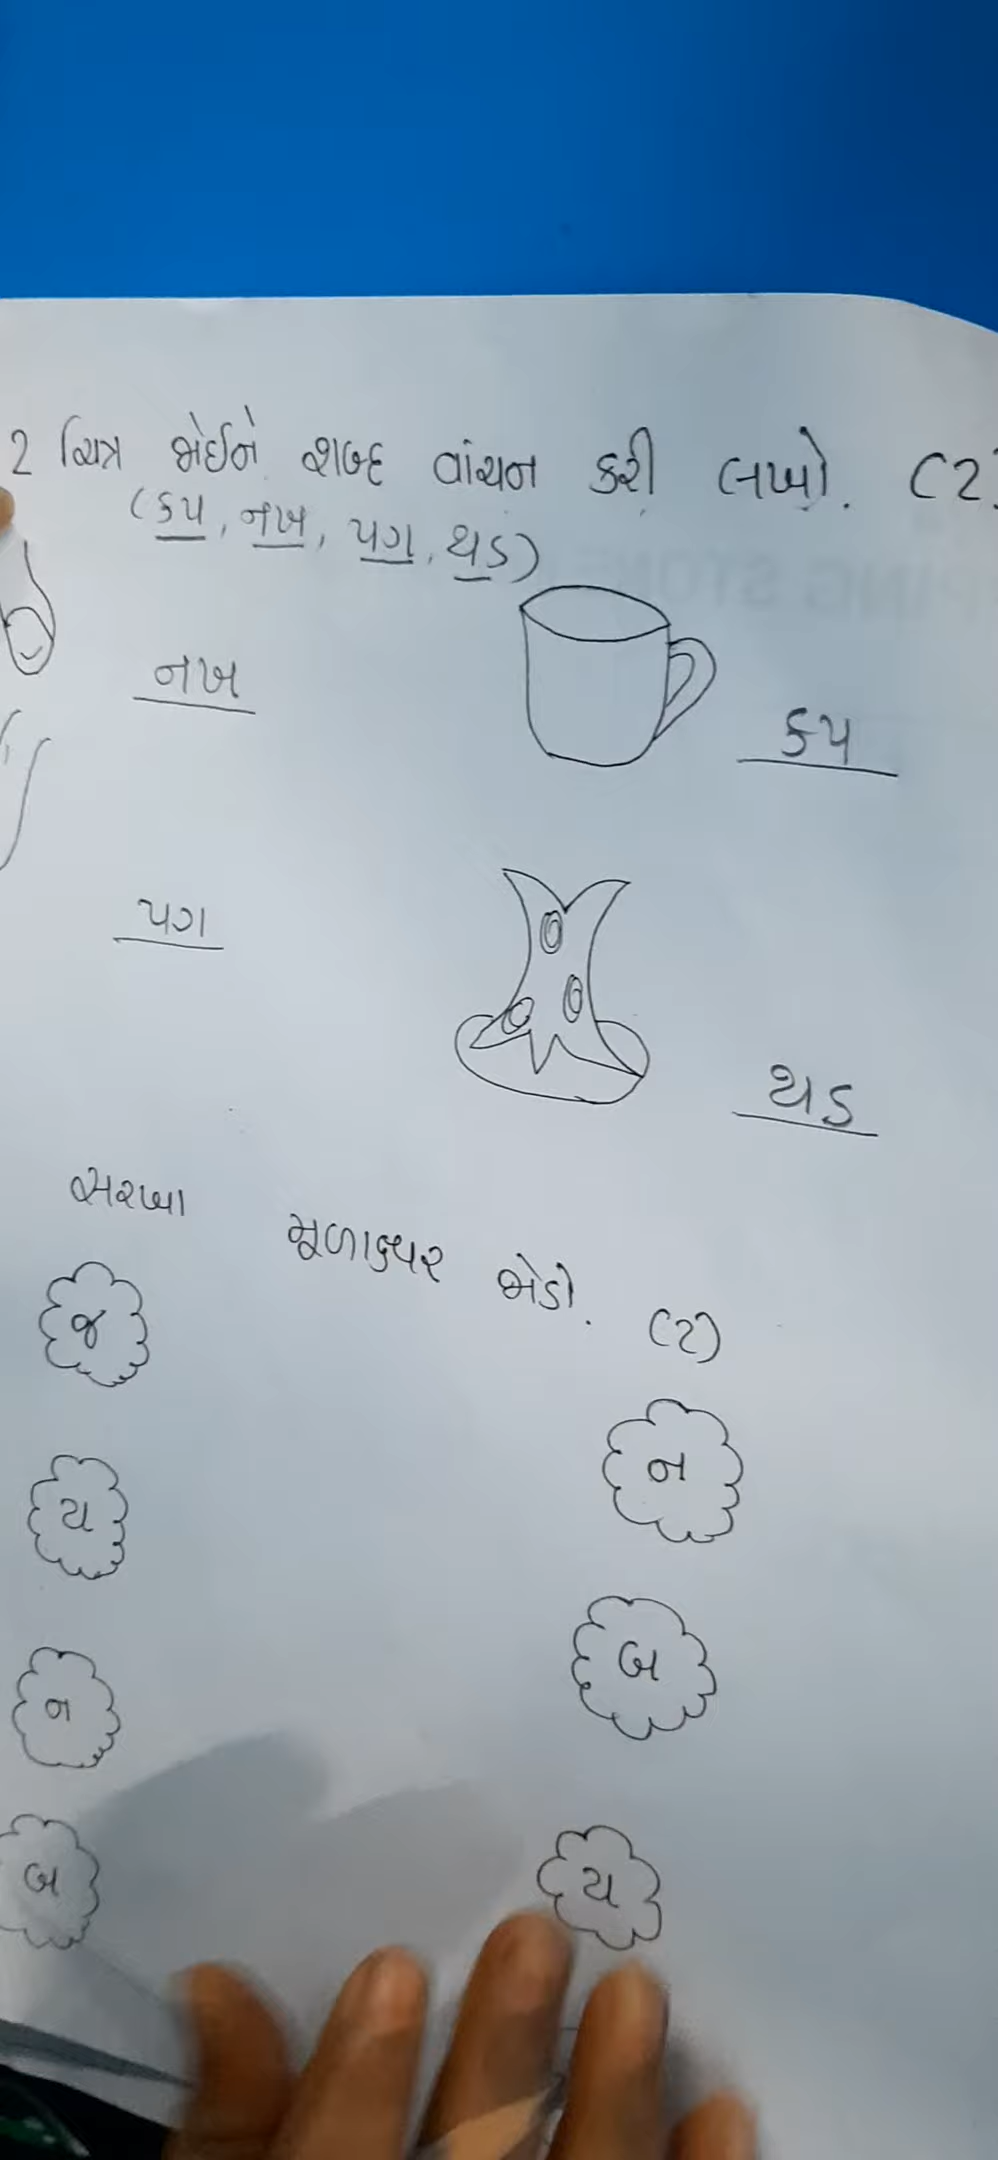 2 ચિત્ર જોઈને શબ્દ વાંચન કરી લખો. (2)
(કપ, નખ, પગ, થડ)
નખ
કપ
પગ
થડ
સરખા મૂળાક્ષર જોડો. (2)
જ
ન
ચ
બ
ન
બ
ચ